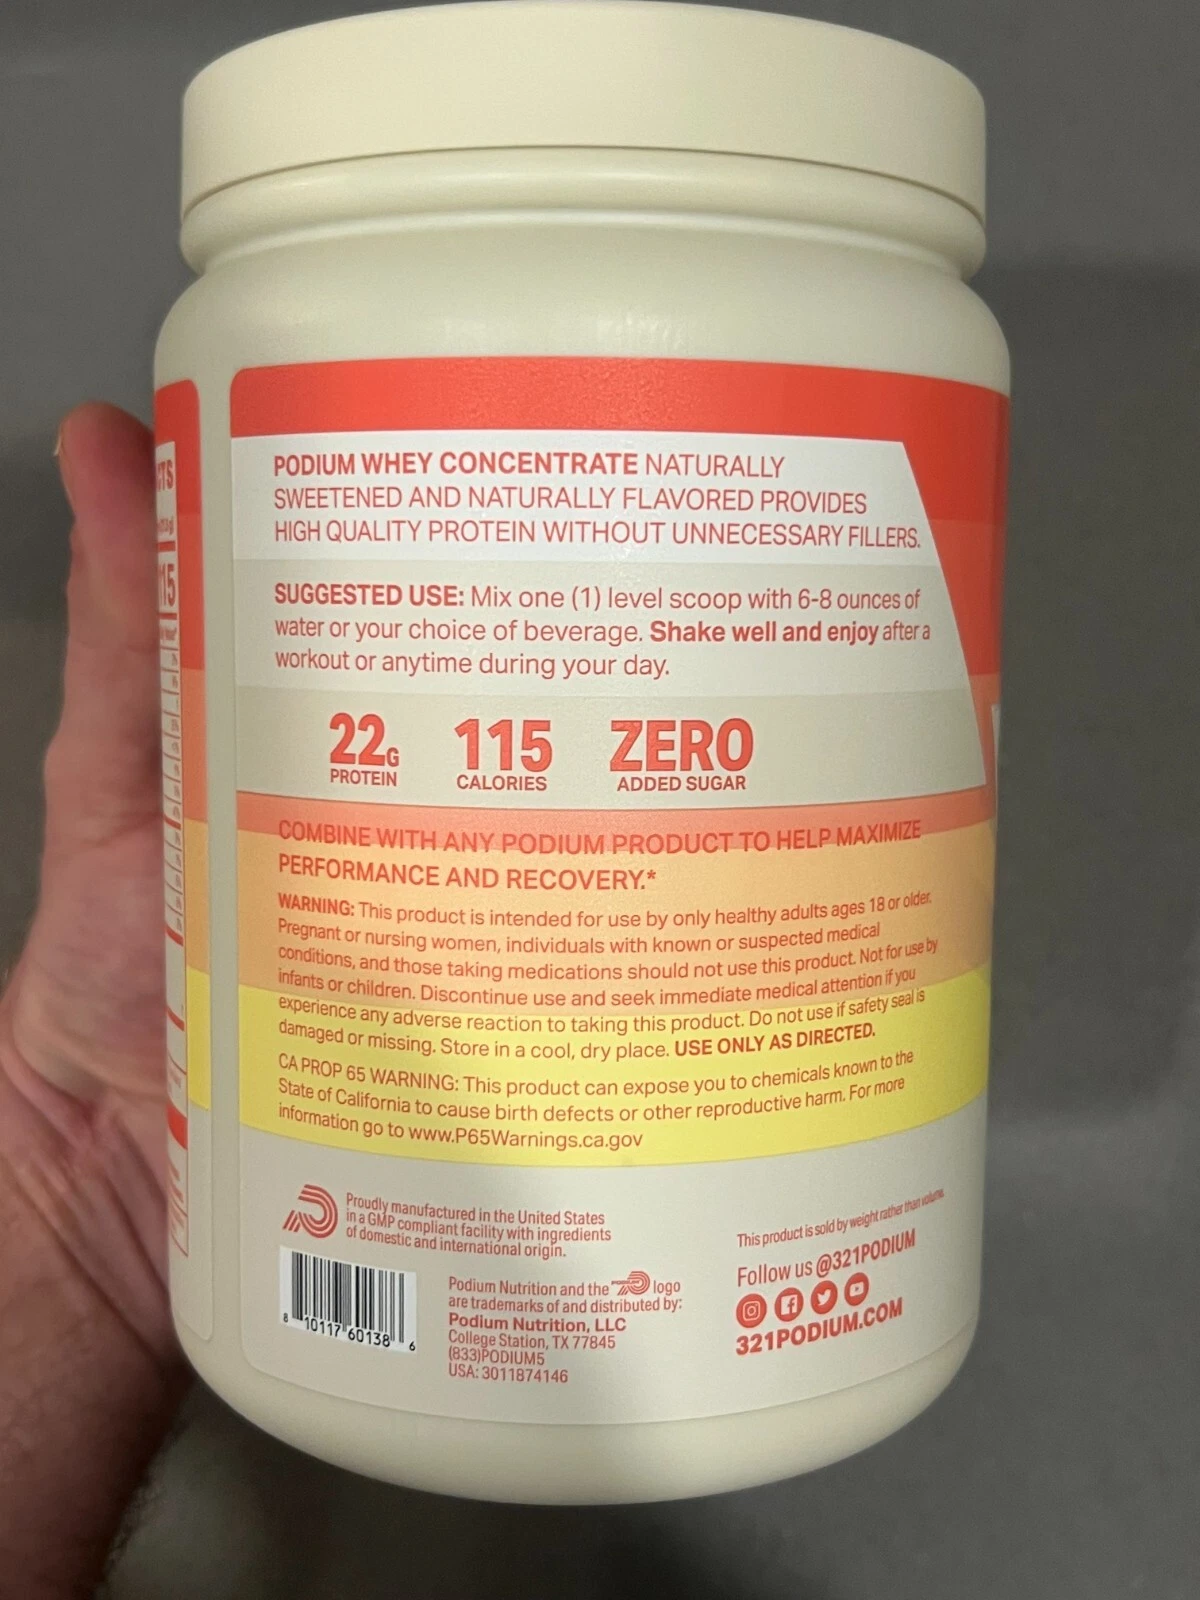 CTS
115
PODIUM WHEY CONCENTRATE NATURALLY
SWEETENED AND NATURALLY FLAVORED PROVIDES
HIGH QUALITY PROTEIN WITHOUT UNNECESSARY FILLERS.
SUGGESTED USE: Mix one (1) level scoop with 6-8 ounces of
water or your choice of beverage. Shake well and enjoy after a
workout or anytime during your day.
22G 115 ZERO
PROTEIN CALORIES ADDED SUGAR
COMBINE WITH ANY PODIUM PRODUCT TO HELP MAXIMIZE
PERFORMANCE AND RECOVERY.*
WARNING: This product is intended for use by only healthy adults ages 18 or older.
Pregnant or nursing women, individuals with known or suspected medical
conditions, and those taking medications should not use this product. Not for use by
infants or children. Discontinue use and seek immediate medical attention if you
experience any adverse reaction to taking this product. Do not use if safety seal is
damaged or missing. Store in a cool, dry place. USE ONLY AS DIRECTED.
CA PROP 65 WARNING: This product can expose you to chemicals known to the
State of California to cause birth defects or other reproductive harm. For more
information go to www.P65Warnings.ca.gov
Proudly manufactured in the United States
in a GMP compliant facility with ingredients
of domestic and international origin.
8 10117 60138 6
Podium Nutrition and the logo
are trademarks of and distributed by:
Podium Nutrition, LLC
College Station, TX 77845
(833)PODIUM5
USA: 3011874146
This product is sold by weight rather than volume.
Follow us @321PODIUM
321PODIUM.COM